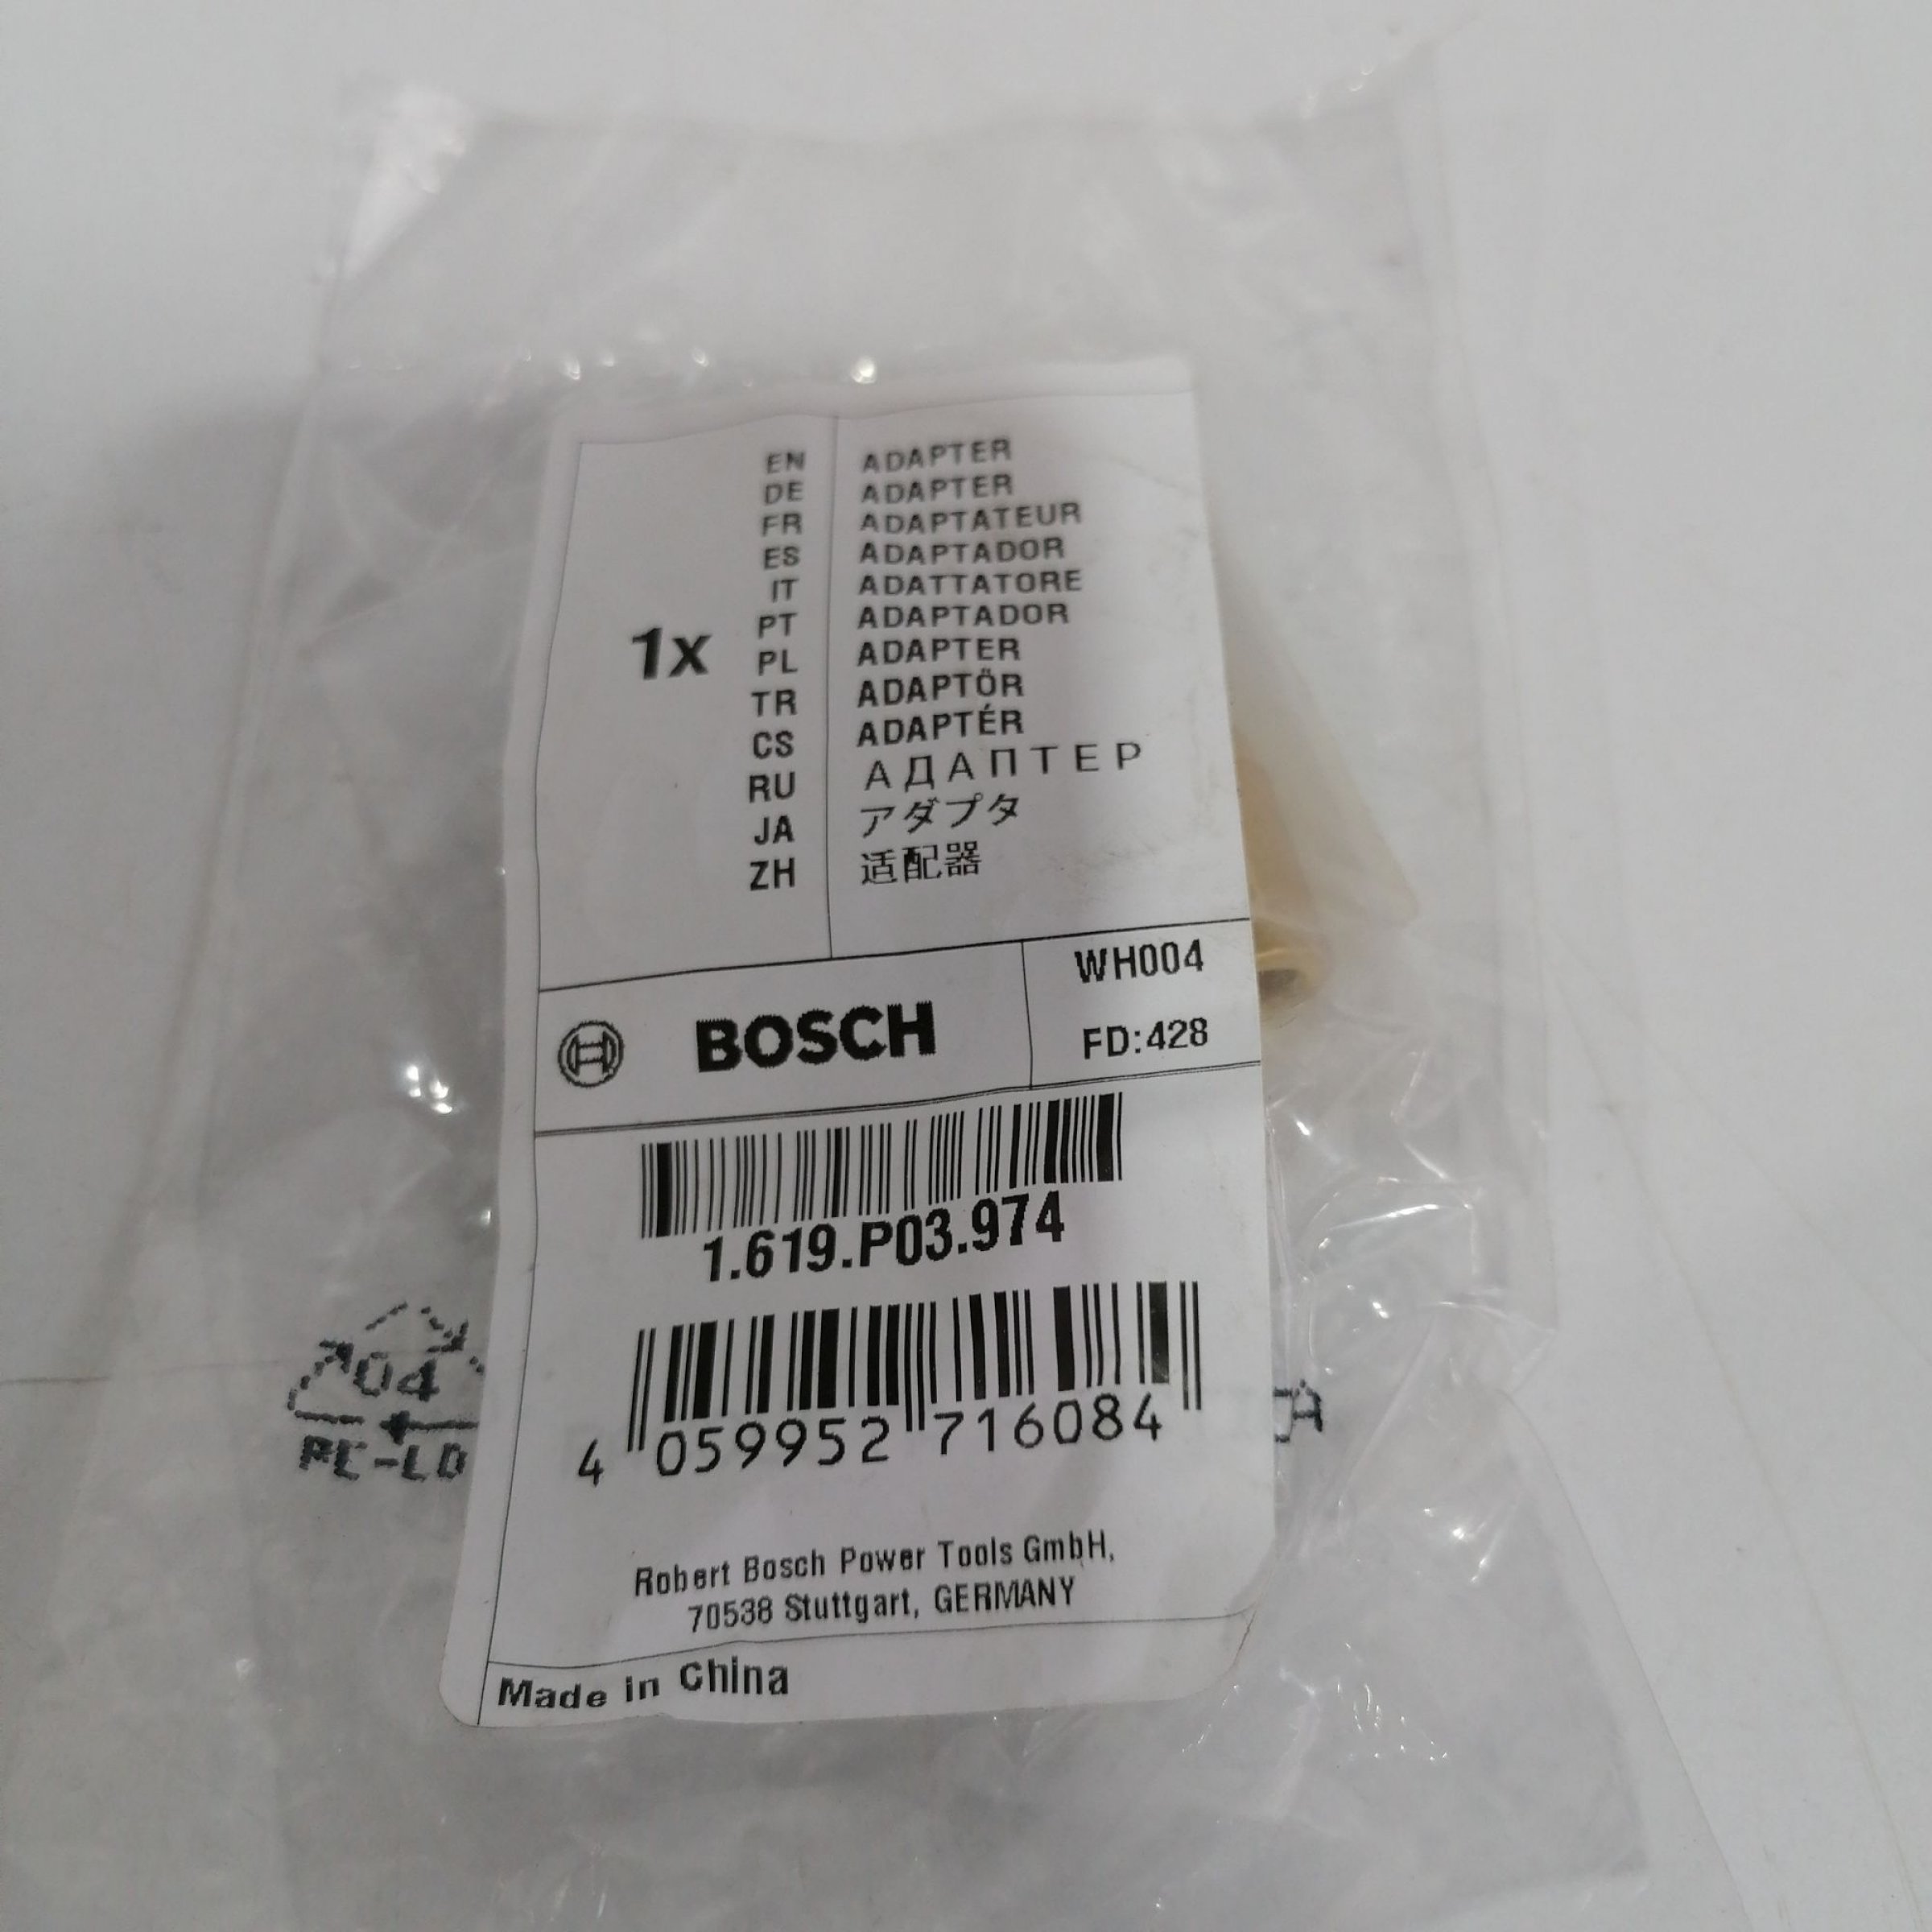 EN ADAPTER
DE ADAPTER
FR ADAPTATEUR
ES ADAPTADOR
IT ADATTATORE
PT ADAPTADOR
1x
PL ADAPTER
TR ADAPTÖR
CS ADAPTÉR
RU АДАПТЕР
JA アダプタ
ZH 适配器
WH004
BOSCH
FD:428
1.619.P03.974
4 059952 716084
04
PE-LD
Robert Bosch Power Tools GmbH,
70538 Stuttgart, GERMANY
Made in China